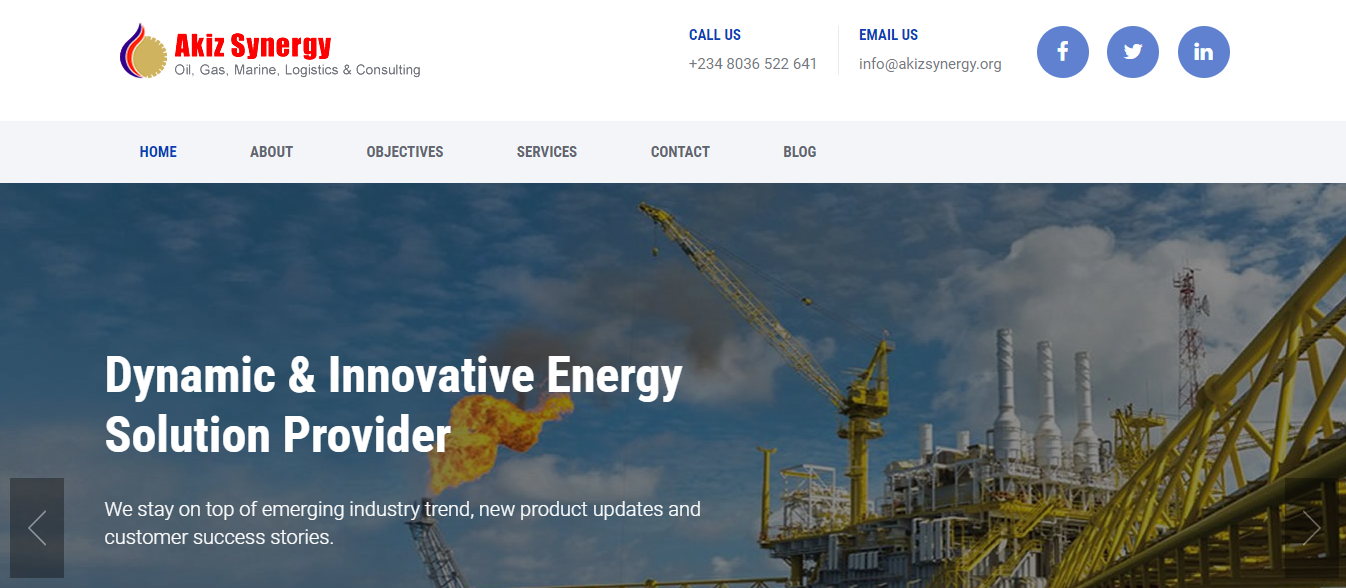 Akiz Synergy
Oil, Gas, Marine, Logistics & Consulting
CALL US
+234 8036 522 641
EMAIL US
info@akizsynergy.org
HOME
ABOUT
OBJECTIVES
SERVICES
CONTACT
BLOG
Dynamic & Innovative Energy
Solution Provider
We stay on top of emerging industry trend, new product updates and
customer success stories.